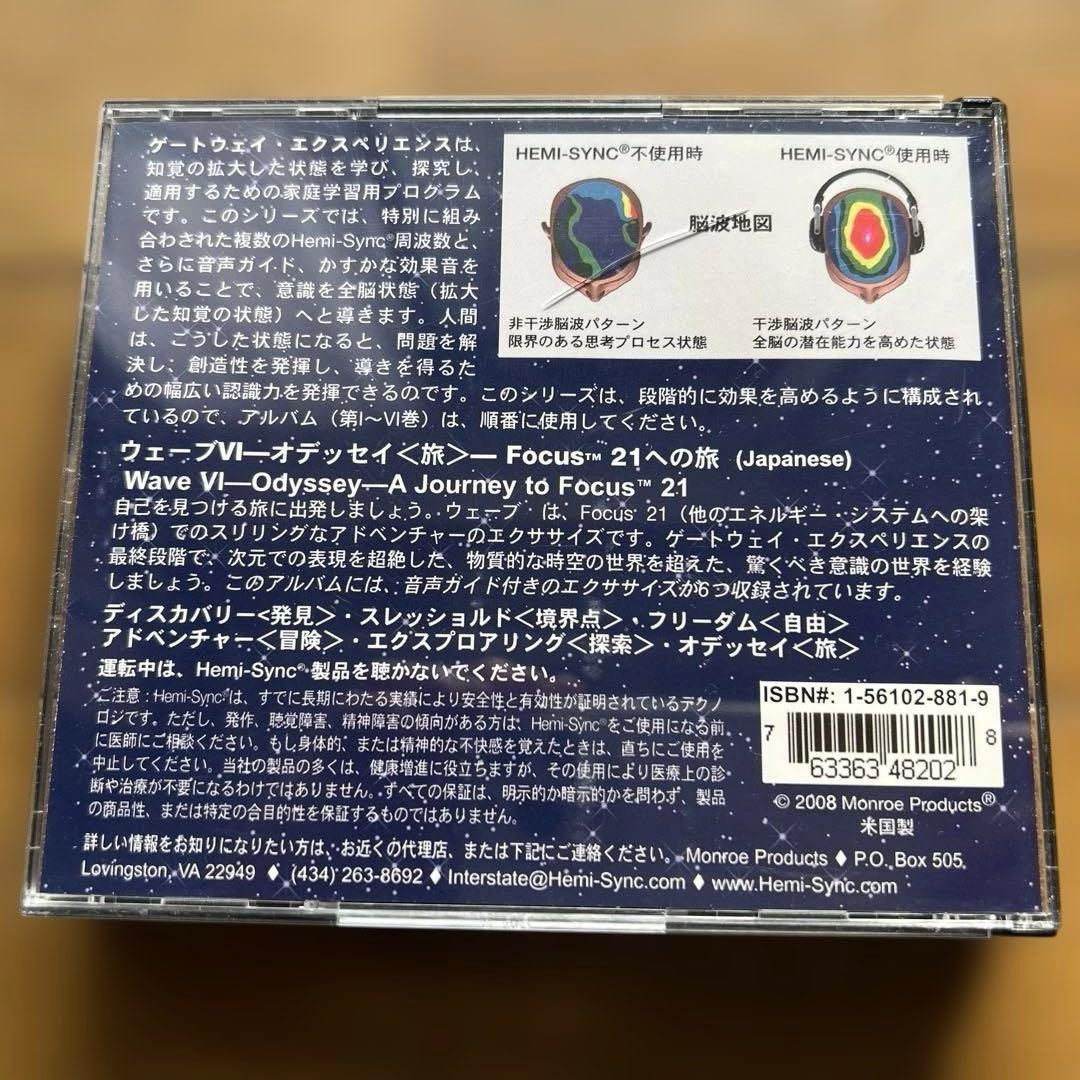 ゲートウェイ・エクスペリエンスは、
知覚の拡大した状態を学び、探究し、
適用するための家庭学習用プログラム
です。このシリーズでは、特別に組み
合わされた複数のHemi-Sync®周波数と、
さらに音声ガイド、かすかな効果音を
用いることで、意識を全脳状態（拡大
した知覚の状態）へと導きます。人間
は、こうした状態になると、問題を解
決し、創造性を発揮し、導きを得るた
めの幅広い認識力を発揮できるのです。このシリーズは、段階的に効果を高めるように構成され
ているので、アルバム（第I～VI巻）は、順番に使用してください。
HEMI-SYNC®不使用時
HEMI-SYNC®使用時
脳波地図
非干渉脳波パターン
限界のある思考プロセス状態
干渉脳波パターン
全脳の潜在能力を高めた状態
ウェーブVI—オデッセイ＜旅＞— Focus™ 21への旅 (Japanese)
Wave VI—Odyssey—A Journey to Focus™ 21
自己を見つける旅に出発しましょう。ウェーブ は、Focus 21（他のエネルギー・システムへの架
け橋）でのスリリングなアドベンチャーのエクササイズです。ゲートウェイ・エクスペリエンスの
最終段階で、次元での表現を超絶した、物質的な時空の世界を超えた、驚くべき意識の世界を経験
しましょう。このアルバムには、音声ガイド付きのエクササイズが6つ収録されています。
ディスカバリー<発見>・スレッショルド＜境界点＞・フリーダム＜自由＞
アドベンチャー＜冒険＞・エクスプロアリング＜探索＞・オデッセイ＜旅＞
運転中は、Hemi-Sync®製品を聴かないでください。
ご注意：Hemi-Sync®は、すでに長期にわたる実績により安全性と有効性が証明されているテクノ
ロジです。ただし、発作、聴覚障害、精神障害の傾向がある方は、Hemi-Sync®をご使用になる前
に医師にご相談ください。もし身体的、または精神的な不快感を覚えたときは、直ちにご使用を
中止してください。当社の製品の多くは、健康増進に役立ちますが、その使用により医療上の診
断や治療が不要になるわけではありません。すべての保証は、明示的か暗示的かを問わず、製品
の商品性、または特定の合目的性を保証するものではありません。
ISBN#: 1-56102-881-9
7 63363 48202 8
© 2008 Monroe Products®
米国製
詳しい情報をお知りになりたい方は、お近くの代理店、または下記にご連絡ください。Monroe Products ♦ P.O. Box 505,
Lovingston, VA 22949 ♦ (434) 263-8692 ♦ Interstate@Hemi-Sync.com ♦ www.Hemi-Sync.com